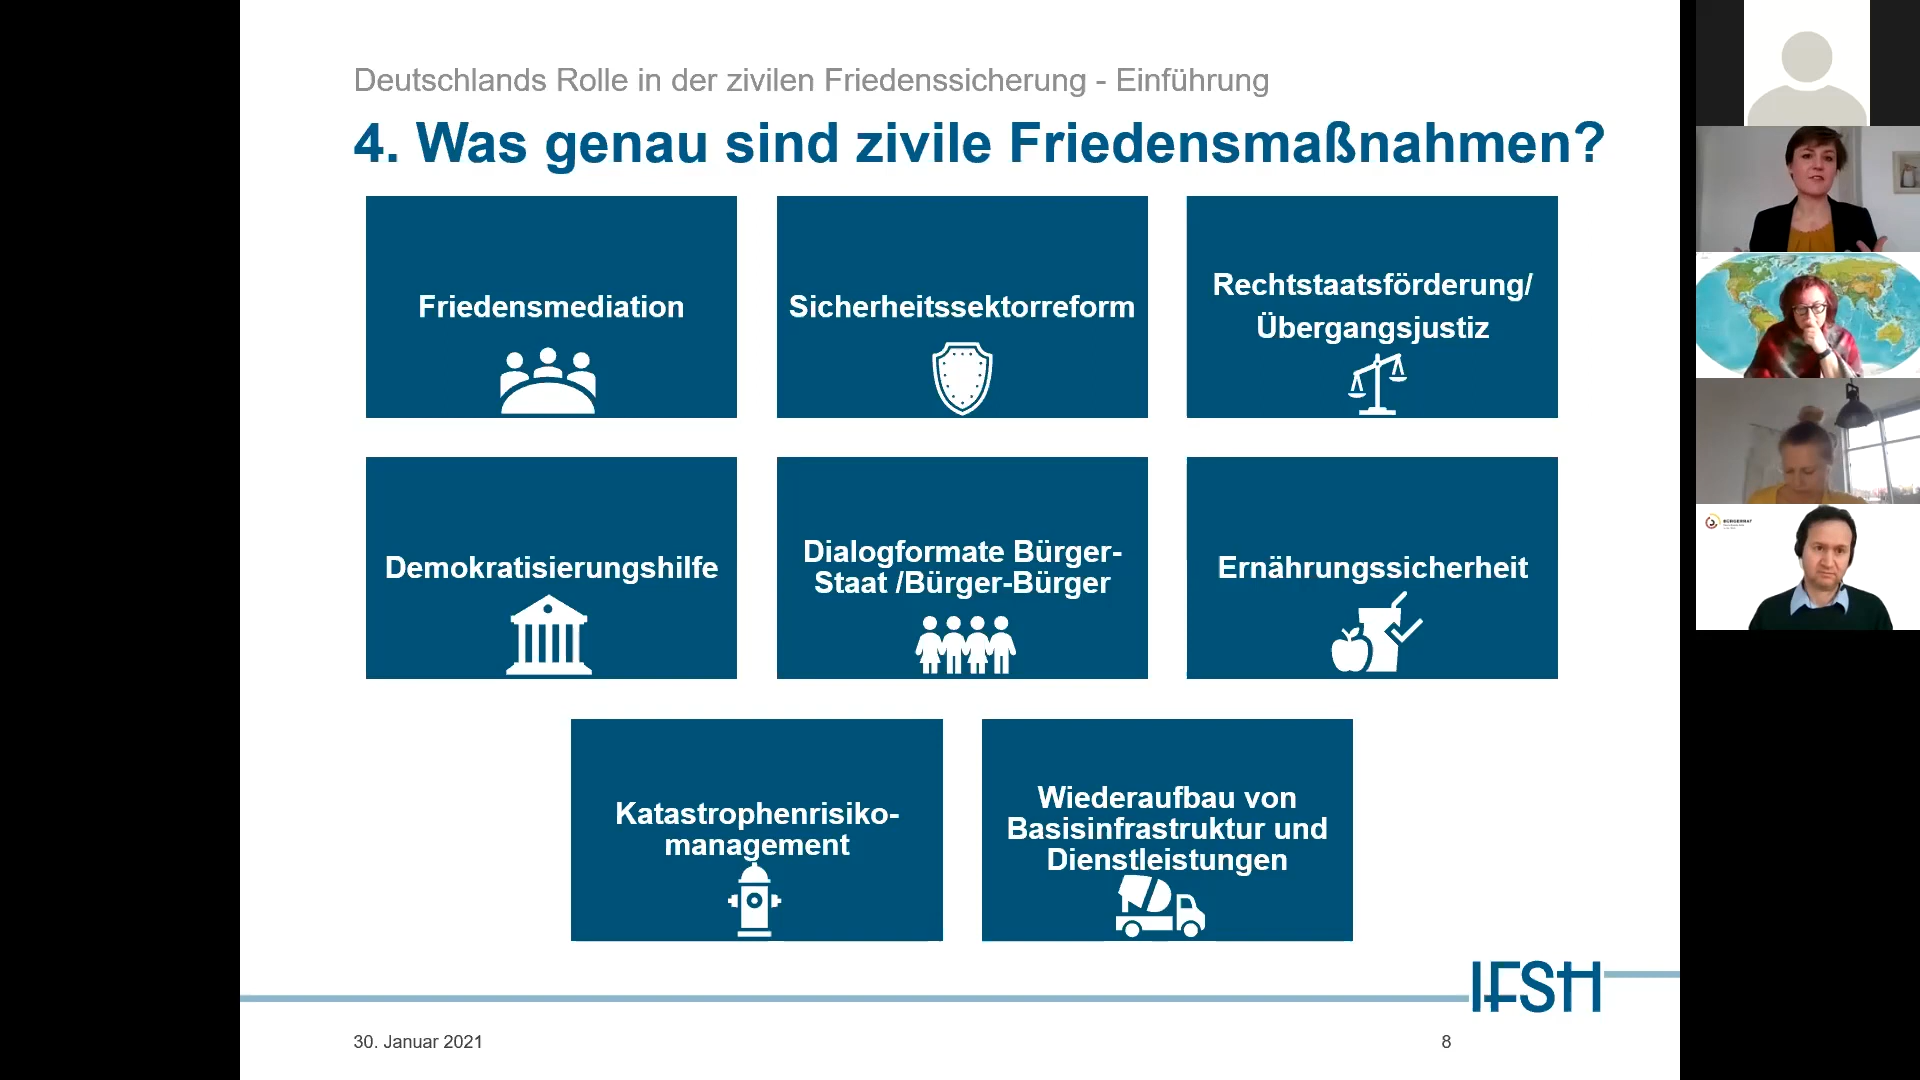 Deutschlands Rolle in der zivilen Friedenssicherung - Einführung
4. Was genau sind zivile Friedensmaßnahmen?
Friedensmediation
Sicherheitssektorreform
Rechtstaatsförderung/
Übergangsjustiz
Demokratisierungshilfe
Dialogformate Bürger-
Staat /Bürger-Bürger
Ernährungssicherheit
Katastrophenrisiko-
management
Wiederaufbau von
Basisinfrastruktur und
Dienstleistungen
IFSH
30. Januar 2021
8
BÜRGERRAT